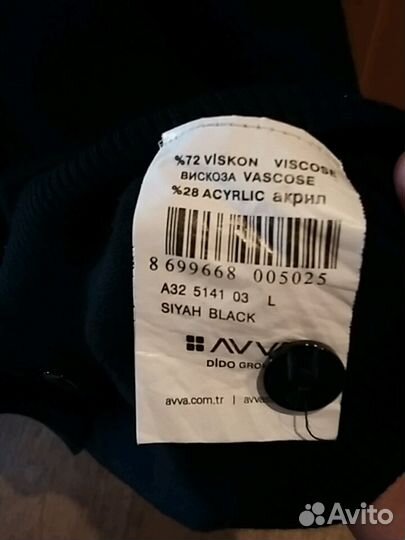 %72 VİSKON VISCOSE
ВИСКОЗА VASCOSE
%28 ACYRLIC акрил
8 699668 005025
A32 5141 03 L
SIYAH BLACK
AVVA
DİDO GRO
avva.com.tr |
Avito